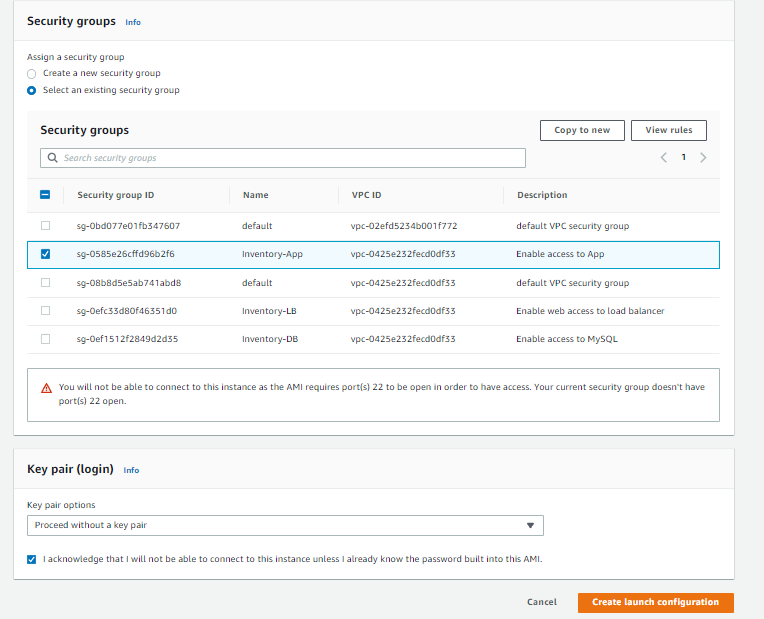 Security groups Info
Assign a security group
Create a new security group
Select an existing security group
Security groups Copy to new View rules
Search security groups 1
Security group ID Name VPC ID Description
sg-0bd077e01fb347607 default vpc-02efd5234b001f772 default VPC security group
sg-0585e26cffd96b2f6 Inventory-App vpc-0425e232fecd0df33 Enable access to App
sg-08b8d5e5ab741abd8 default vpc-0425e232fecd0df33 default VPC security group
sg-0efc33d80f46351d0 Inventory-LB vpc-0425e232fecd0df33 Enable web access to load balancer
sg-0ef1512f2849d2d35 Inventory-DB vpc-0425e232fecd0df33 Enable access to MySQL
You will not be able to connect to this instance as the AMI requires port(s) 22 to be open in order to have access. Your current security group doesn't have
port(s) 22 open.
Key pair (login) Info
Key pair options
Proceed without a key pair
I acknowledge that I will not be able to connect to this instance unless I already know the password built into this AMI.
Cancel Create launch configuration